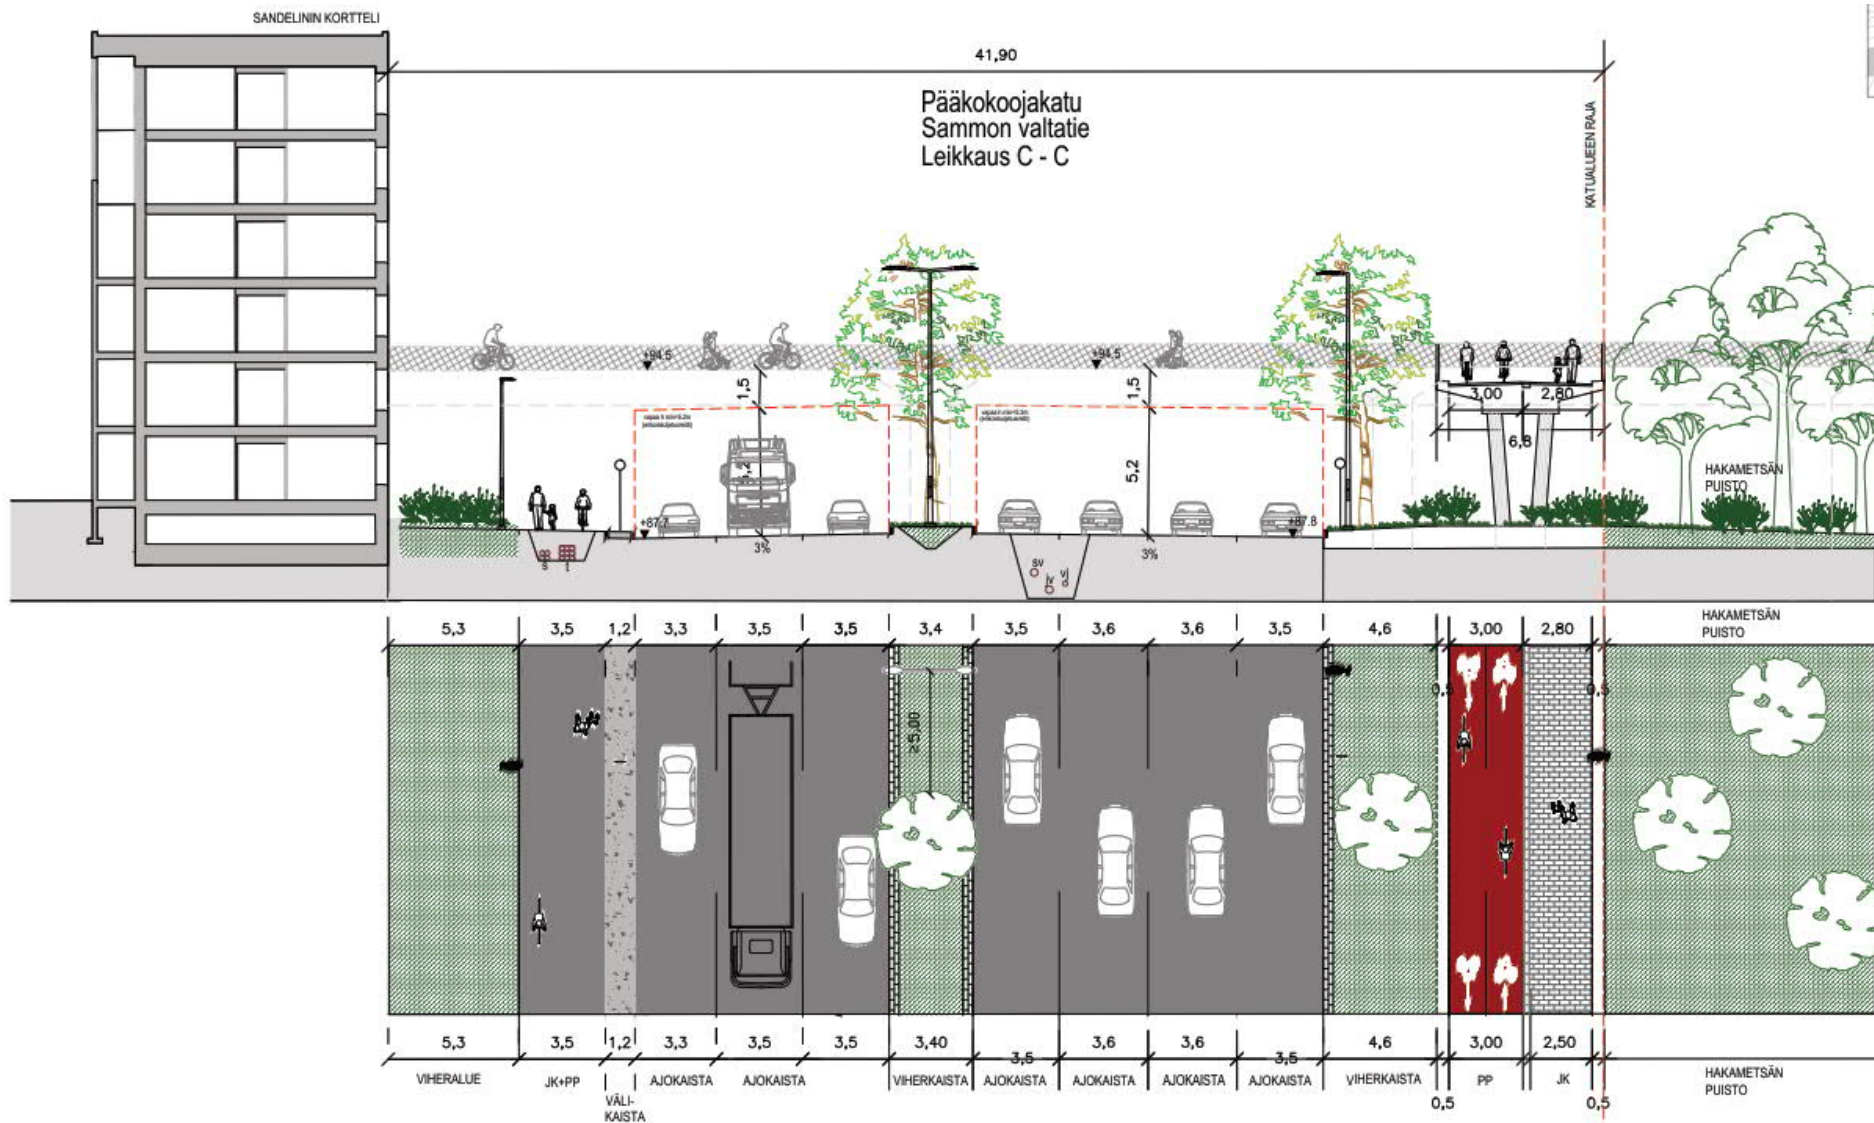 SANDELININ KORTTELI
41,90
Pääkokoojakatu
Sammon valtatie
Leikkaus C - C
KATUALUEEN RAJA
+94.5
+94.5
1,5
1,5
3,00 2,80
6,8
5,2
HAKAMETSÄN
PUISTO
+87.7
+87.8
3%
3%
s t
sv
jv vj
5,3 3,5 1,2 3,3 3,5 3,5 3,4 3,5 3,6 3,6 3,5 4,6 3,00 2,80
HAKAMETSÄN
PUISTO
0,5 0,5
≥5,00
5,3 3,5 1,2 3,3 3,5 3,5 3,40 3,5 3,6 3,6 3,5 4,6 3,00 2,50
VIHERALUE JK+PP AJOKAISTA AJOKAISTA VIHERKAISTA AJOKAISTA AJOKAISTA AJOKAISTA AJOKAISTA VIHERKAISTA PP JK
HAKAMETSÄN
PUISTO
VÄLI-
KAISTA
0,5 0,5